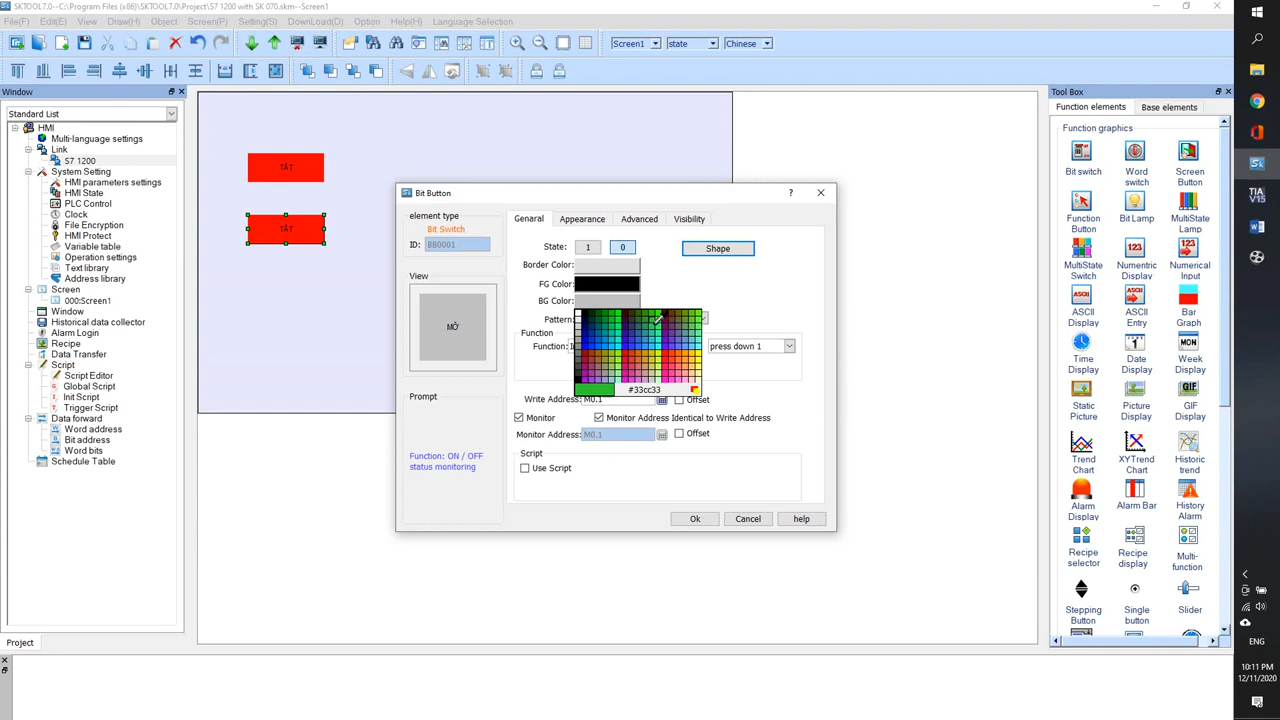 SKTOOL7.0--C:\Program Files (x86)\SKTOOL7.0\Project\S7 1200 with SK 070.skm--Screen1
File(F) Edit(E) View Draw(H) Object Screen(P) Setting(S) DownLoad(D) Option Help(H) Language Selection
Screen1 state Chinese
Window
Standard List
HMI
Multi-language settings
Link
S7 1200
System Setting
HMI parameters settings
HMI State
PLC Control
Clock
File Encryption
HMI Protect
Variable table
Operation settings
Text library
Address library
Screen
000:Screen1
Window
Historical data collector
Alarm Login
Recipe
Data Transfer
Script
Script Editor
Global Script
Init Script
Trigger Script
Data forward
Word address
Bit address
Word bits
Schedule Table
Project
TẮT
TẮT
Bit Button
? 
element type
Bit Switch
ID: BB0001
View
MỞ
Prompt
Function: ON / OFF
status monitoring
General Appearance Advanced Visibility
State: 1 0 Shape
Border Color:
FG Color:
BG Color:
Pattern:
Function
Function: press down 1
#33cc33
Write Address: M0.1 Offset
Monitor Monitor Address Identical to Write Address
Monitor Address: M0.1 Offset
Script
Use Script
Ok Cancel help
Tool Box
Function elements Base elements
Function graphics
Bit switch Word switch Screen Button
Function Button Bit Lamp MultiState Lamp
MultiState Switch Numeric Display Numerical Input
ASCII Display ASCII Entry Bar Graph
Time Display Date Display Week Display
Static Picture Picture Display GIF Display
Trend Chart XYTrend Chart Historic trend
Alarm Display Alarm Bar History Alarm
Recipe selector Recipe display Multi-function
Stepping Button Single button Slider
TIA V15
ENG
10:11 PM
12/11/2020